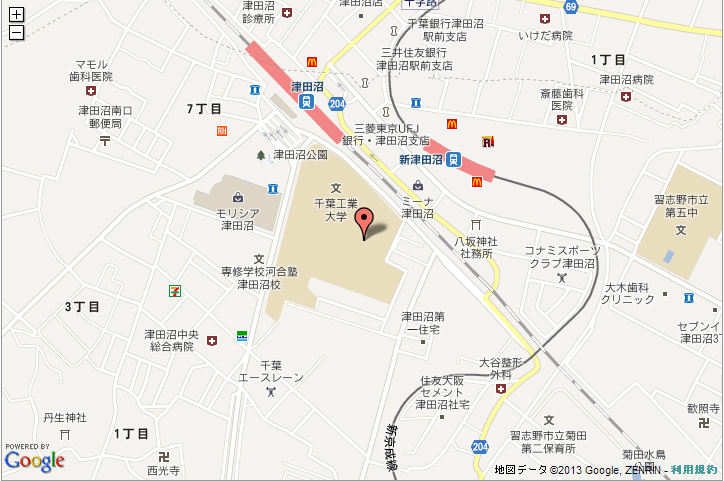 津田沼
診療所
津田沼
店
十字路
69
千葉銀行津田沼
駅前支店
いけだ病院
三井住友銀行
津田沼駅前支店
1丁目
マモル
歯科医院
津田沼
204
津田沼病院
斎藤歯科
医院
7丁目
津田沼南口
郵便局
RH
三菱東京UFJ
銀行・津田沼支店
新津田沼
津田沼公園
千葉工業
大学
文
モリシア
津田沼
ミーナ
津田沼
習志野市立
第五中
文
八坂神社
社務所
コナミスポーツ
クラブ津田沼
文
専修学校河合塾
津田沼校
大木歯科
クリニック
3丁目
津田沼第
一住宅
セブンイ
津田沼3丁
津田沼中央
総合病院
千葉
エースレーン
大谷整形
外科
住友大阪
セメント
津田沼社宅
歓照寺
丹生神社
1丁目
新京成線
文
習志野市立菊田
第二保育所
204
菊田水鳥
公園
西光寺
POWERED BY
Google
地図データ ©2013 Google, ZENRIN - 利用規約